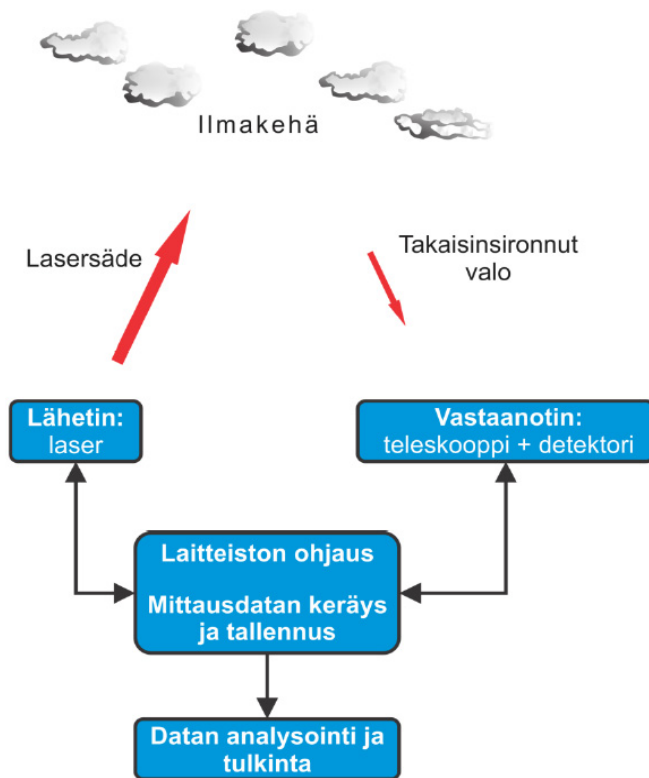 Ilmakehä
Lasersäde
Takaisinsironnut
valo
Lähetin:
laser
Vastaanotin:
teleskooppi + detektori
Laitteiston ohjaus
Mittausdatan keräys
ja tallennus
Datan analysointi ja
tulkinta